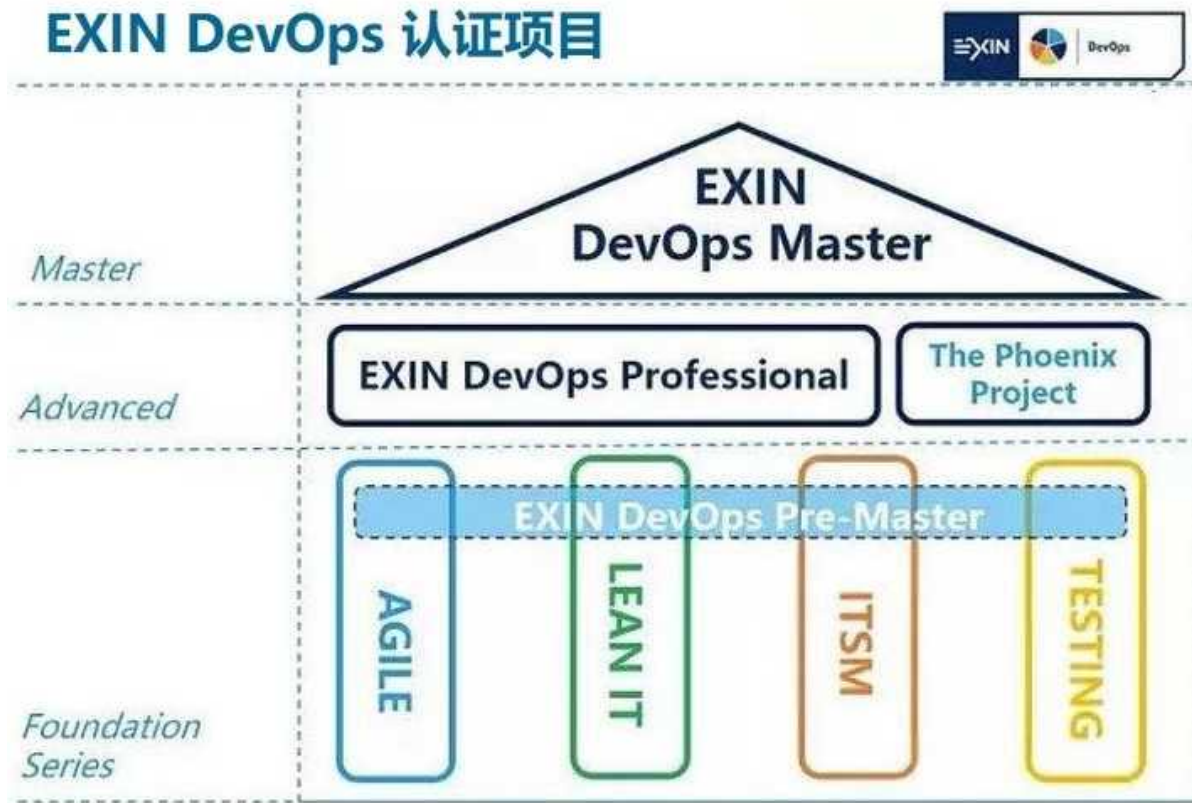 EXIN DevOps 认证项目
EXIN
DevOps
EXIN
DevOps Master
Master
EXIN DevOps Professional
The Phoenix
Project
Advanced
EXIN DevOps Pre-Master
AGILE
LEAN IT
ITSM
TESTING
Foundation
Series